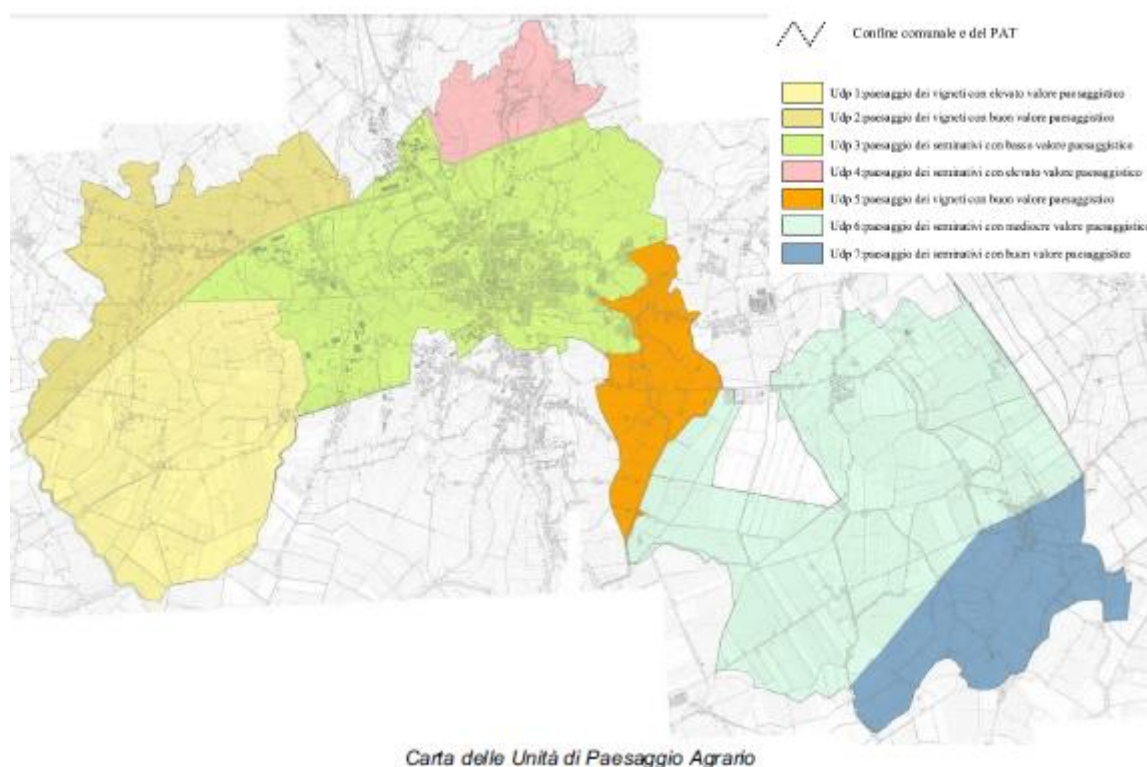 Confine comunale e del PAT
Udp 1:paesaggio dei vigneti con elevato valore paesaggistico
Udp 2:paesaggio dei vigneti con buon valore paesaggistico
Udp 3:paesaggio dei seminativi con basso valore paesaggistico
Udp 4:paesaggio dei seminativi con elevato valore paesaggistico
Udp 5:paesaggio dei vigneti con buon valore paesaggistico
Udp 6:paesaggio dei seminativi con mediocre valore paesaggistico
Udp 7:paesaggio dei seminativi con buon valore paesaggistico
Carta delle Unità di Paesaggio Agrario